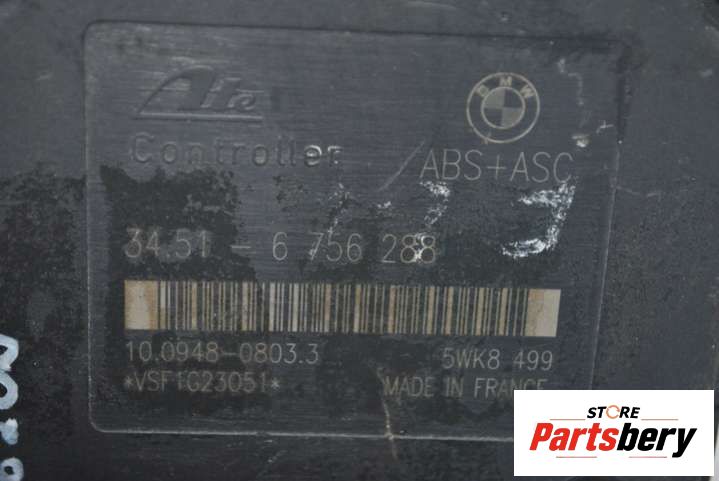 Ate
BMW
Controller
ABS+ASC
34.51 - 6 756 288
10.0948-0803.3
5WK8 499
*VSF1G23051*
MADE IN FRANCE
STORE
Partsbery